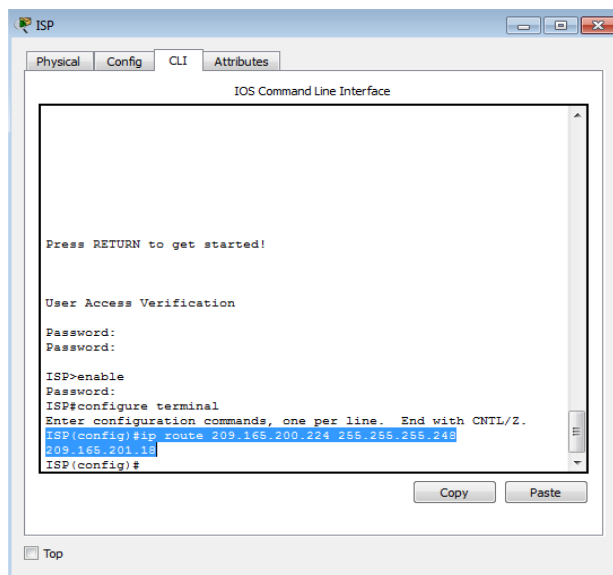 ISP
Physical Config CLI Attributes
IOS Command Line Interface
Press RETURN to get started!
User Access Verification
Password:
Password:
ISP>enable
Password:
ISP#configure terminal
Enter configuration commands, one per line.  End with CNTL/Z.
ISP(config)#ip route 209.165.200.224 255.255.255.248
209.165.201.18
ISP(config)#
Copy Paste
Top